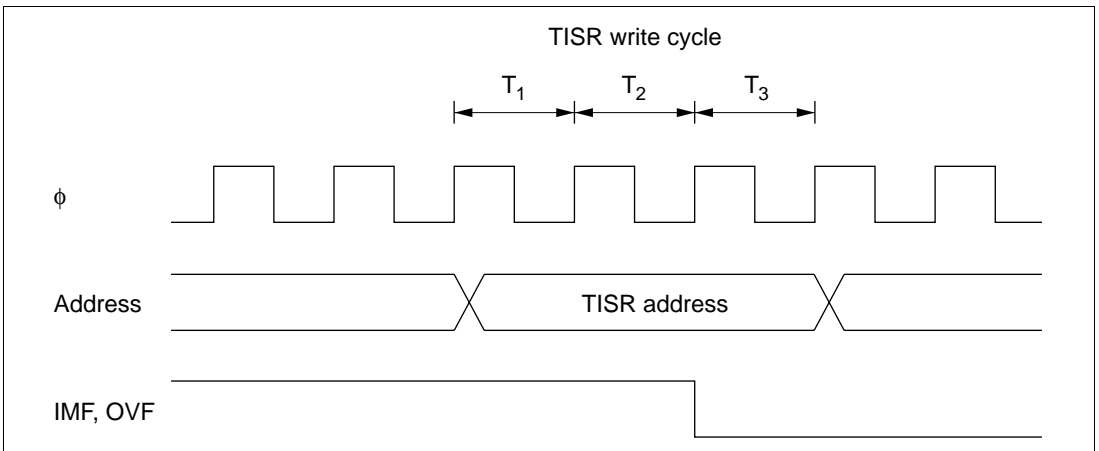 TISR write cycle
T1 T2 T3
ϕ
Address TISR address
IMF, OVF